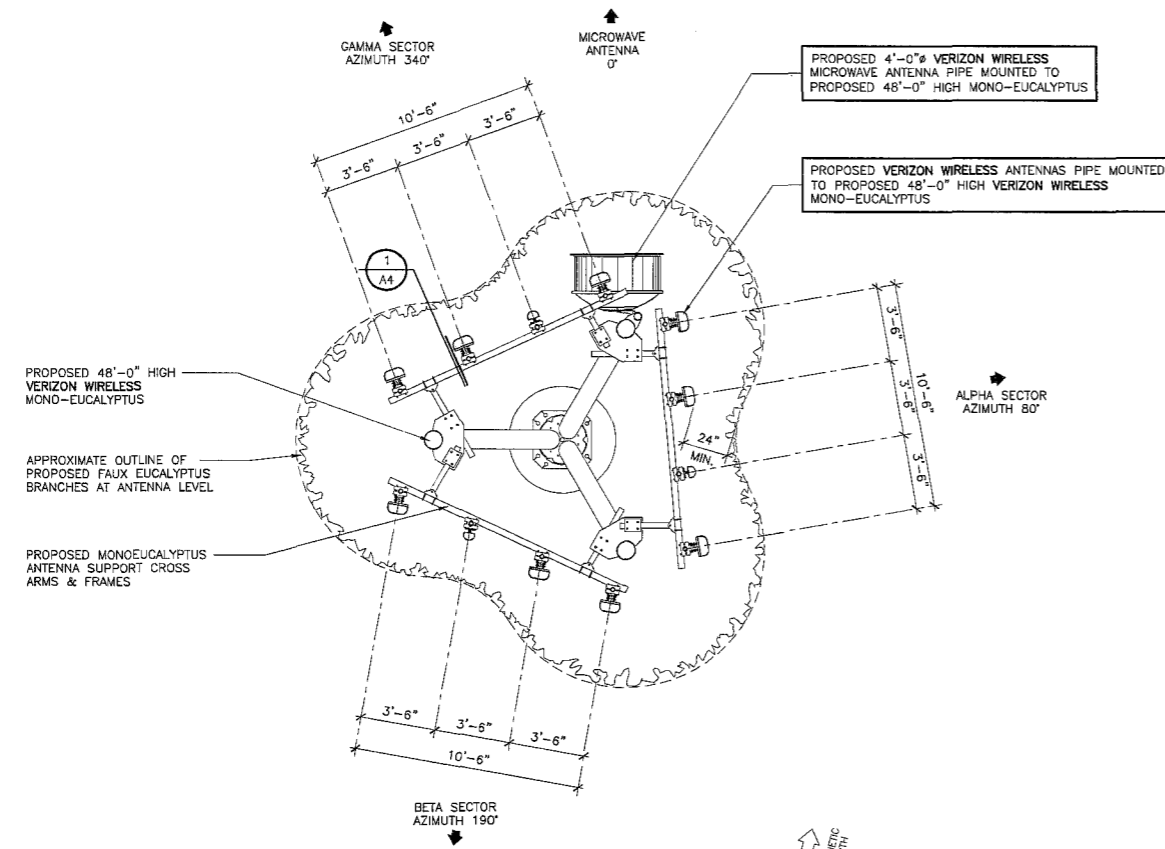 GAMMA SECTOR
AZIMUTH 340°
MICROWAVE
ANTENNA
0°
PROPOSED 4'-0"ø VERIZON WIRELESS
MICROWAVE ANTENNA PIPE MOUNTED TO
PROPOSED 48'-0" HIGH MONO-EUCALYPTUS
10'-6"
3'-6"
3'-6"
3'-6"
PROPOSED VERIZON WIRELESS ANTENNAS PIPE MOUNTED
TO PROPOSED 48'-0" HIGH VERIZON WIRELESS
MONO-EUCALYPTUS
1
A4
3'-6"
3'-6"
10'-6"
3'-6"
ALPHA SECTOR
AZIMUTH 80°
24"
MIN.
PROPOSED 48'-0" HIGH
VERIZON WIRELESS
MONO-EUCALYPTUS
APPROXIMATE OUTLINE OF
PROPOSED FAUX EUCALYPTUS
BRANCHES AT ANTENNA LEVEL
PROPOSED MONOEUCALYPTUS
ANTENNA SUPPORT CROSS
ARMS & FRAMES
3'-6"
3'-6"
3'-6"
10'-6"
BETA SECTOR
AZIMUTH 190°